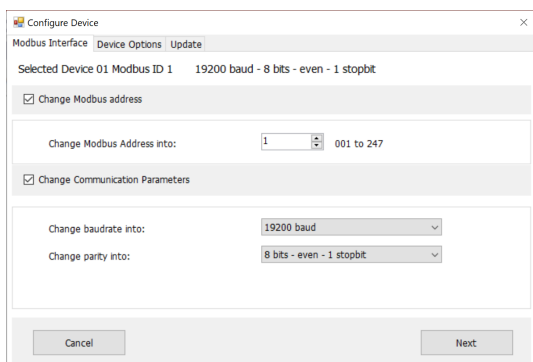 Configure Device
Modbus Interface Device Options Update
Selected Device 01 Modbus ID 1 19200 baud - 8 bits - even - 1 stopbit
Change Modbus address
Change Modbus Address into: 1 001 to 247
Change Communication Parameters
Change baudrate into: 19200 baud
Change parity into: 8 bits - even - 1 stopbit
Cancel Next